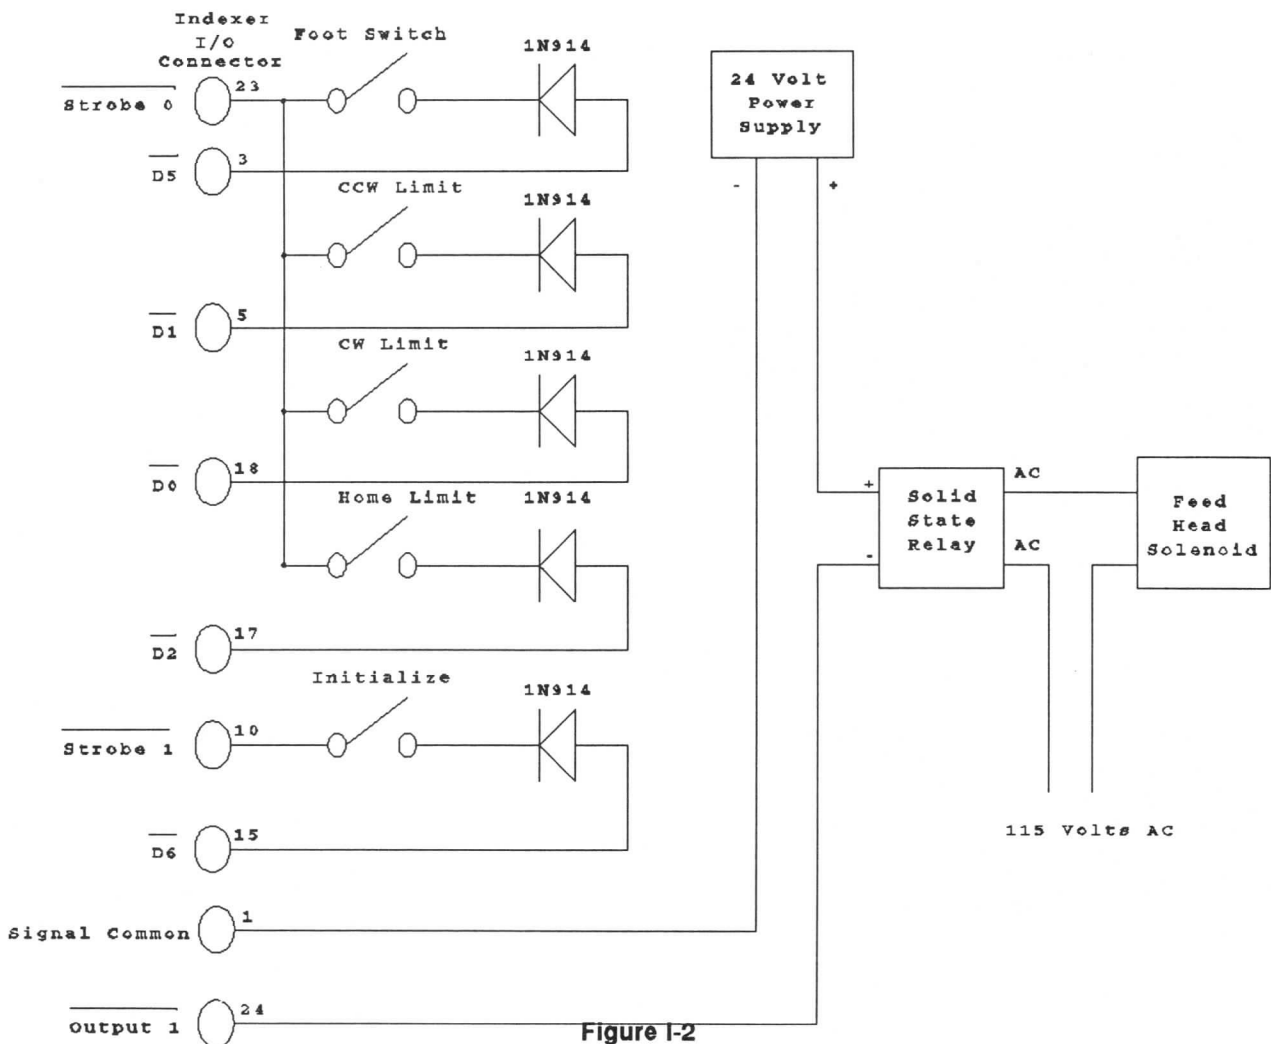 Indexer
I/O
Connector
Foot Switch
1N914
23
Strobe 0
3
D5
CCW Limit
1N914
5
D1
CW Limit
1N914
18
D0
Home Limit
1N914
17
D2
Initialize
1N914
10
Strobe 1
15
D6
1
Signal Common
24
Output 1
24 Volt
Power
Supply
-
+
+
-
Solid
State
Relay
AC
AC
Feed
Head
Solenoid
115 Volts AC
Figure I-2